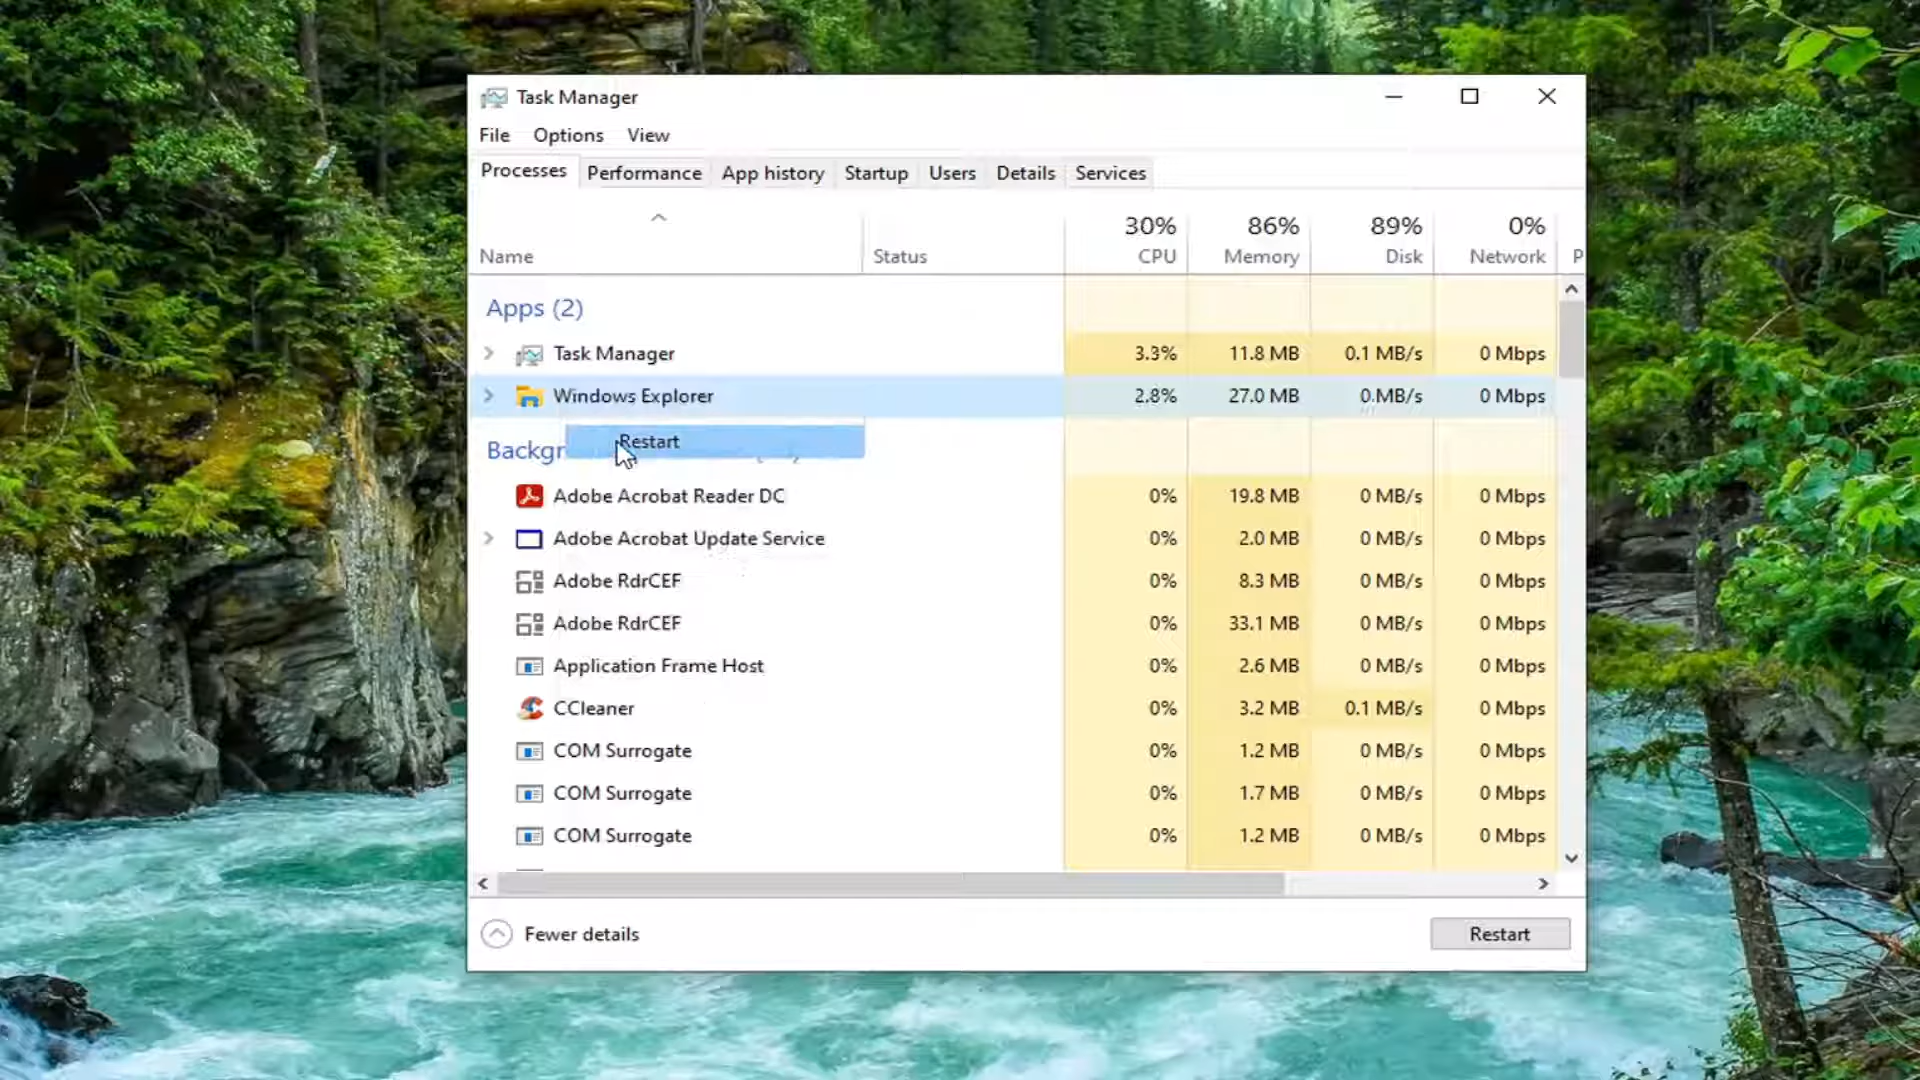 Task Manager
File Options View
Processes Performance App history Startup Users Details Services
30% 86% 89% 0%
Name Status CPU Memory Disk Network P
Apps (2)
Task Manager 3.3% 11.8 MB 0.1 MB/s 0 Mbps
Windows Explorer 2.8% 27.0 MB 0 MB/s 0 Mbps
Restart
Backgr
Adobe Acrobat Reader DC 0% 19.8 MB 0 MB/s 0 Mbps
Adobe Acrobat Update Service 0% 2.0 MB 0 MB/s 0 Mbps
Adobe RdrCEF 0% 8.3 MB 0 MB/s 0 Mbps
Adobe RdrCEF 0% 33.1 MB 0 MB/s 0 Mbps
Application Frame Host 0% 2.6 MB 0 MB/s 0 Mbps
CCleaner 0% 3.2 MB 0.1 MB/s 0 Mbps
COM Surrogate 0% 1.2 MB 0 MB/s 0 Mbps
COM Surrogate 0% 1.7 MB 0 MB/s 0 Mbps
COM Surrogate 0% 1.2 MB 0 MB/s 0 Mbps
Fewer details Restart